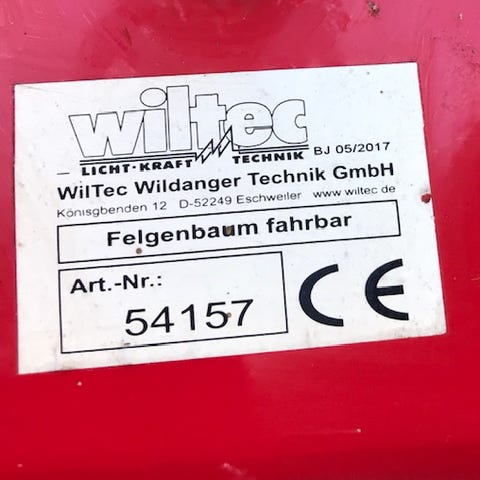 wiltec
LICHT·KRAFT TECHNIK BJ 05/2017
WilTec Wildanger Technik GmbH
Könisgbenden 12 D-52249 Eschweiler www.wiltec.de
Felgenbaum fahrbar
Art.-Nr.:
54157
CE